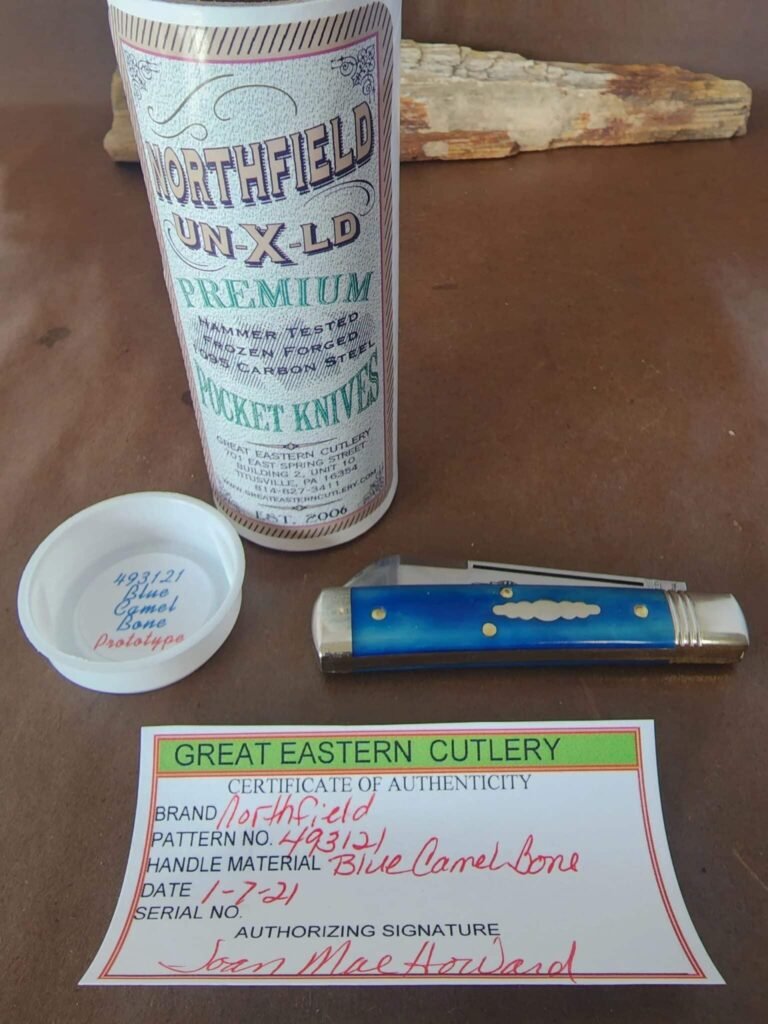 NORTHFIELD
UN-X-LD
PREMIUM
HAMMER TESTED
FROZEN FORGED
1095 CARBON STEEL
POCKET KNIVES
GREAT EASTERN CUTLERY
701 EAST SPRING STREET
BUILDING 2, UNIT 10
TITUSVILLE, PA 16354
814-827-3411
WWW.GREATEASTERNCUTLERY.COM
EST. 2006
493121
Blue
Camel
Bone
Prototype
GREAT EASTERN CUTLERY
CERTIFICATE OF AUTHENTICITY
BRAND Northfield
PATTERN NO. 493121
HANDLE MATERIAL Blue Camel Bone
DATE 1-7-21
SERIAL NO.
AUTHORIZING SIGNATURE
Joan Mae Howard